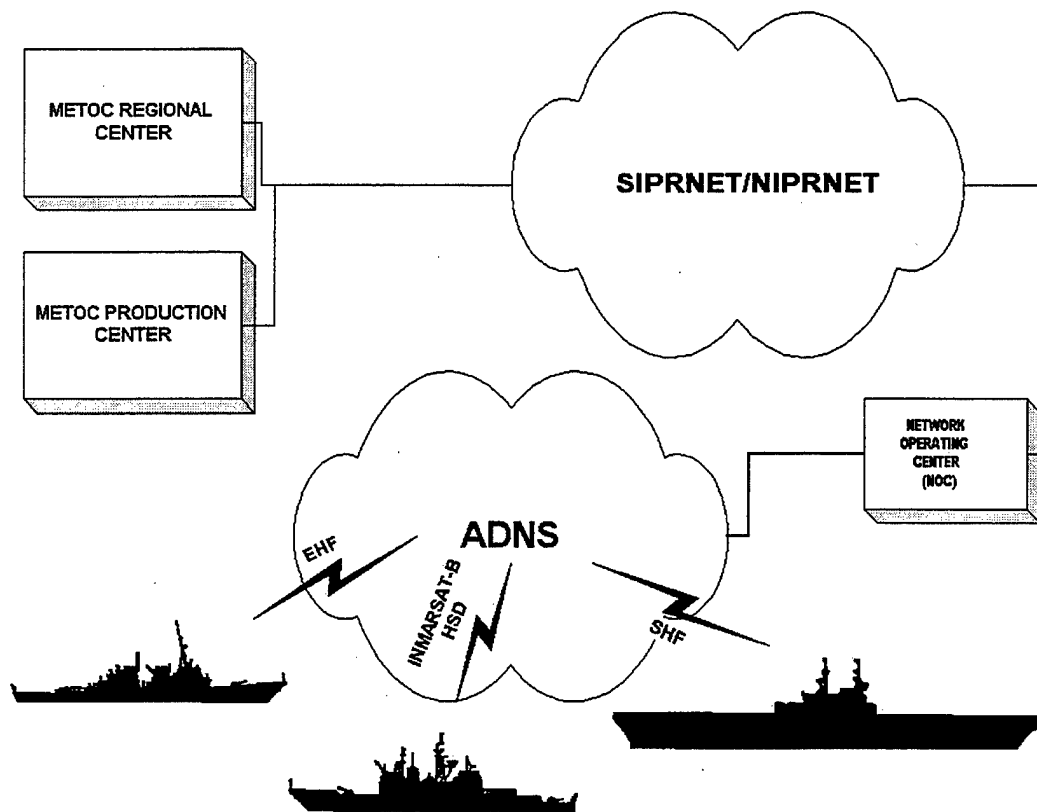 METOC REGIONAL
CENTER
SIPRNET/NIPRNET
METOC PRODUCTION
CENTER
NETWORK
OPERATING
CENTER
(NOC)
ADNS
EHF
INMARSAT-B
HSD
SHF